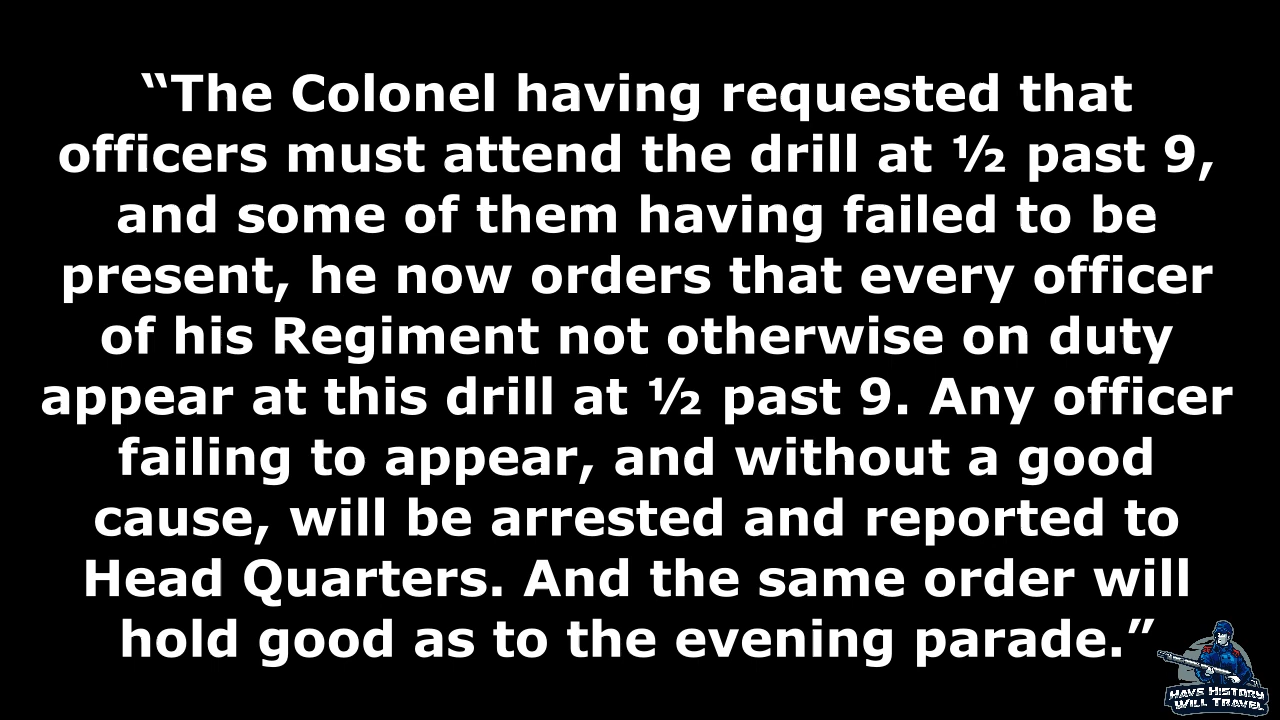 “The Colonel having requested that
officers must attend the drill at ½ past 9,
and some of them having failed to be
present, he now orders that every officer
of his Regiment not otherwise on duty
appear at this drill at ½ past 9. Any officer
failing to appear, and without a good
cause, will be arrested and reported to
Head Quarters. And the same order will
hold good as to the evening parade.”
HAVS HISTORY
WILL TRAVEL